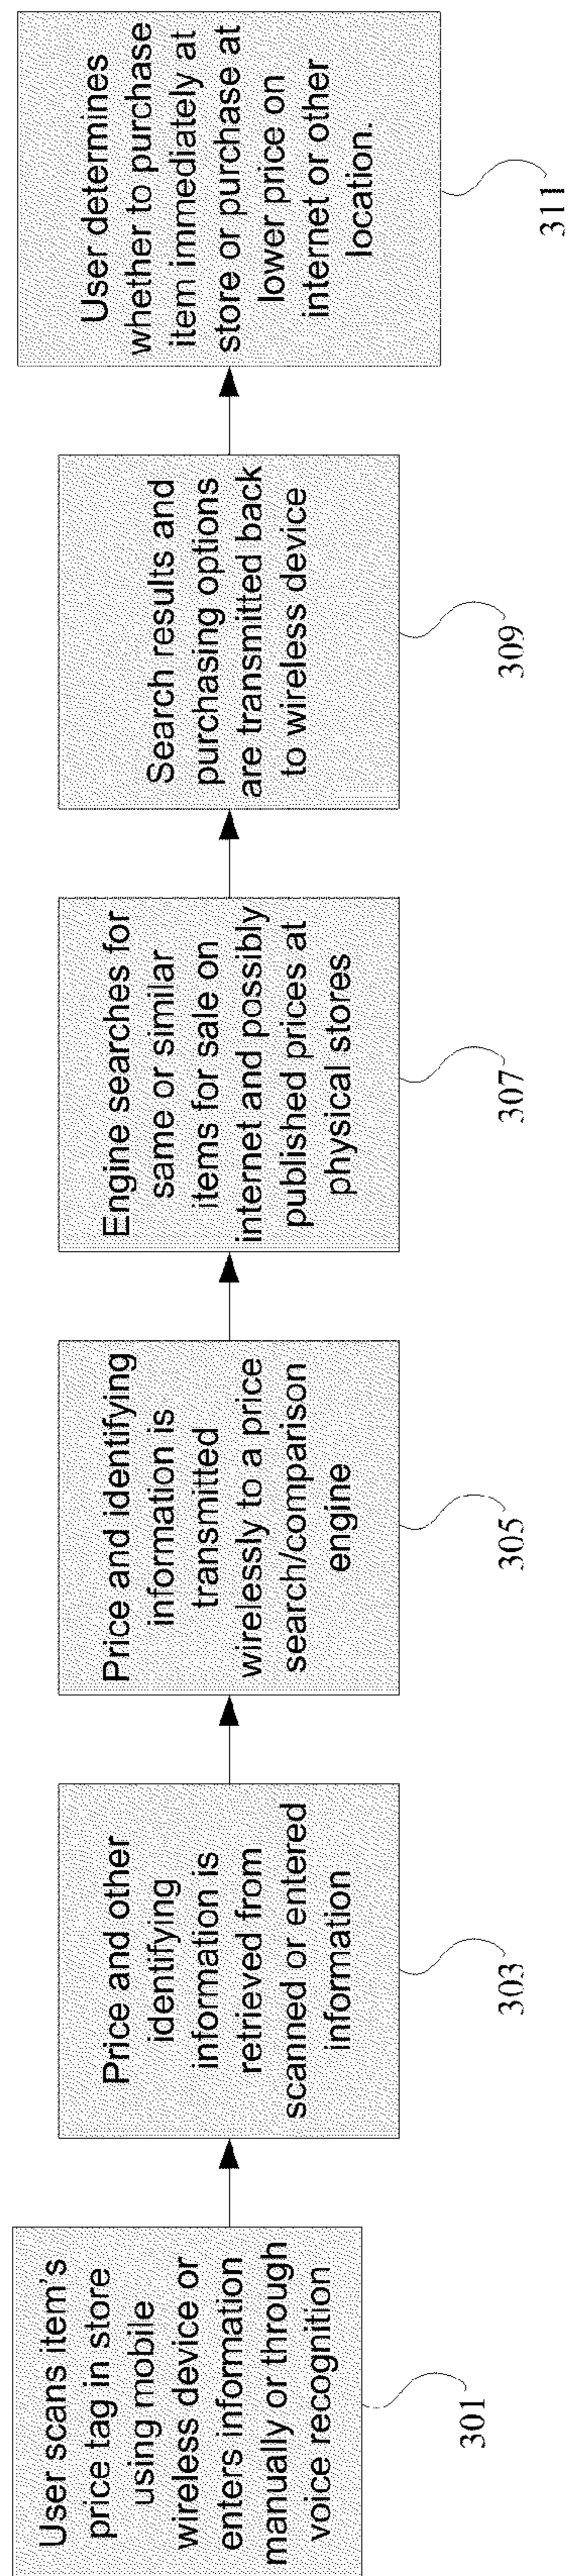 User scans item's
price tag in store
using mobile
wireless device or
enters information
manually or through
voice recognition
301
Price and other
identifying
information is
retrieved from
scanned or entered
information
303
Price and identifying
information is
transmitted
wirelessly to a price
search/comparison
engine
305
Engine searches for
same or similar
items for sale on
internet and possibly
published prices at
physical stores
307
Search results and
purchasing options
are transmitted back
to wireless device
309
User determines
whether to purchase
item immediately at
store or purchase at
lower price on
internet or other
location.
311